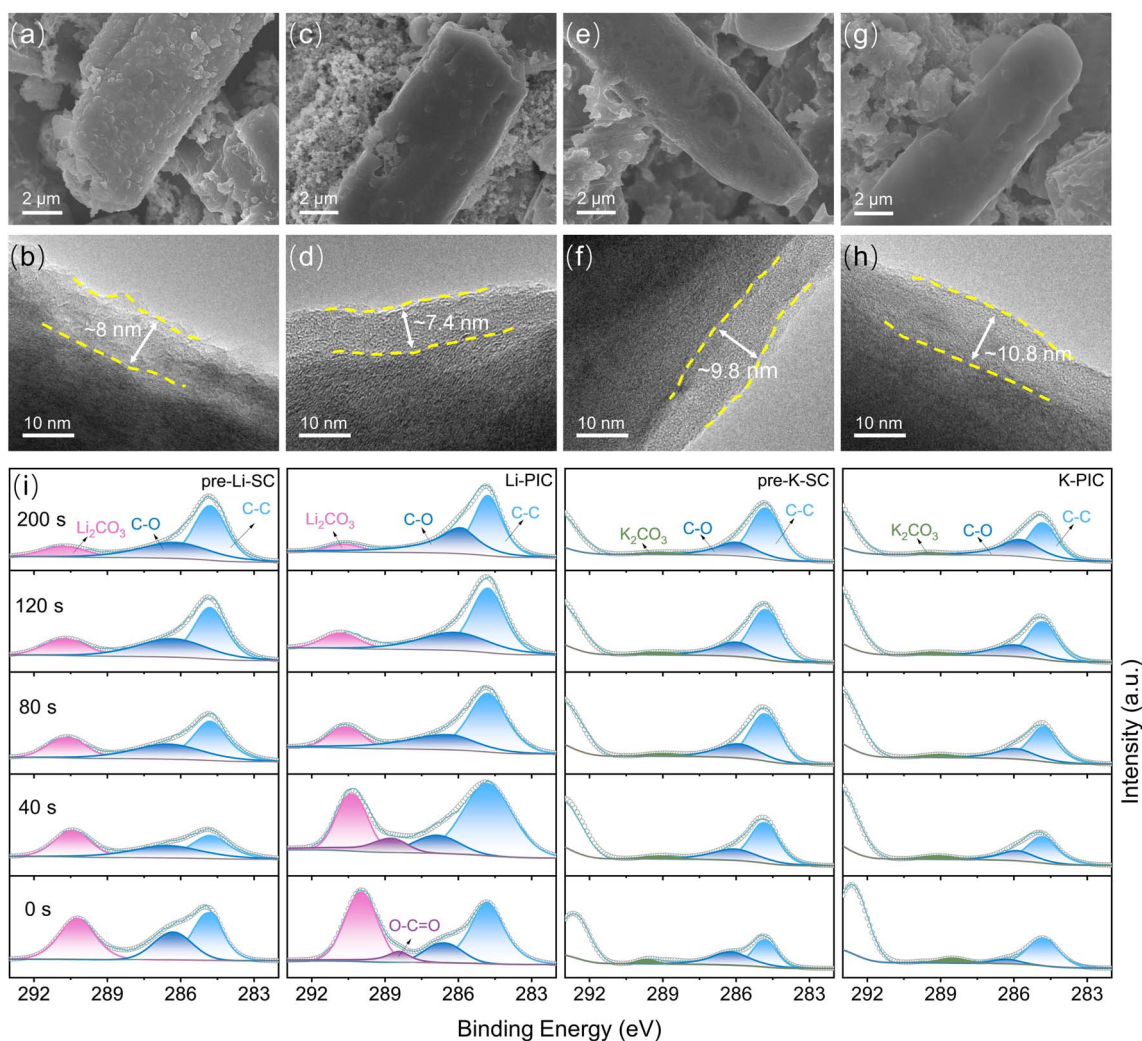 (a)
(c)
(e)
(g)
2 μm
2 μm
2 μm
2 μm
(b)
(d)
(f)
(h)
~8 nm
~7.4 nm
~9.8 nm
~10.8 nm
10 nm
10 nm
10 nm
10 nm
(i)
pre-Li-SC
Li-PIC
pre-K-SC
K-PIC
200 s
Li₂CO₃
C-O
C-C
Li₂CO₃
C-O
C-C
K₂CO₃
C-O
C-C
K₂CO₃
C-O
C-C
120 s
80 s
40 s
0 s
O-C=O
292 289 286 283
292 289 286 283
292 289 286 283
292 289 286 283
Binding Energy (eV)
Intensity (a.u.)